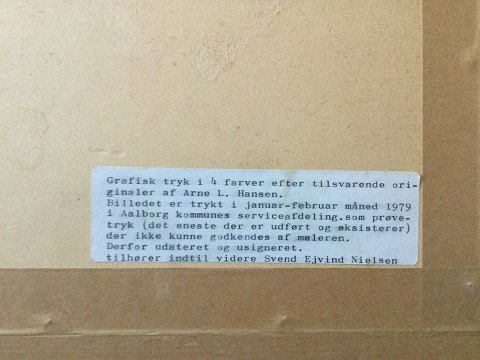 Grafisk tryk i 4 farver efter tilsvarende ori-
ginaler af Arne L. Hansen.
Billedet er trykt i januar-februar måned 1979
i Aalborg kommunes serviceafdeling.som prøve-
tryk (det eneste der er udført og øksisterer)
der ikke kunne godkendes af møleren.
Derfor udateret og usigneret.
tilhører indtil videre Svend Ejvind Nielsen